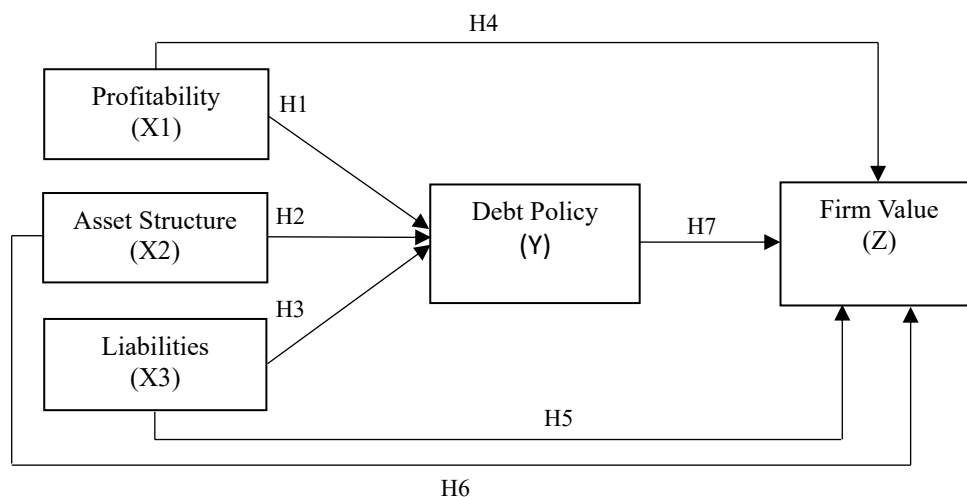 H4
Profitability
(X1)
H1
Asset Structure
(X2)
H2
Debt Policy
(Y)
H7
Firm Value
(Z)
H3
Liabilities
(X3)
H5
H6